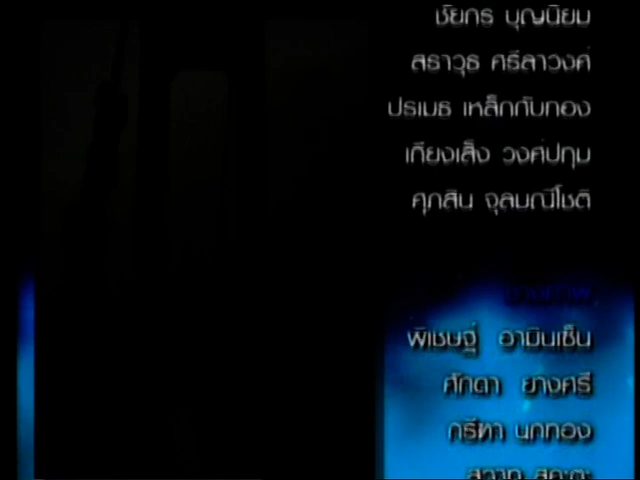 ชัยกร บุญนิยม
สราวุธ ศรีลาวงค์
ปรเมธ เหล็กกับทอง
เกียงเส็ง วงศ์ปทุม
ศุภสิน จุลมณีโชติ
พิเชษฐ์ อามินเซ็น
ศักดา ยางศรี
กรีฑา นกทอง